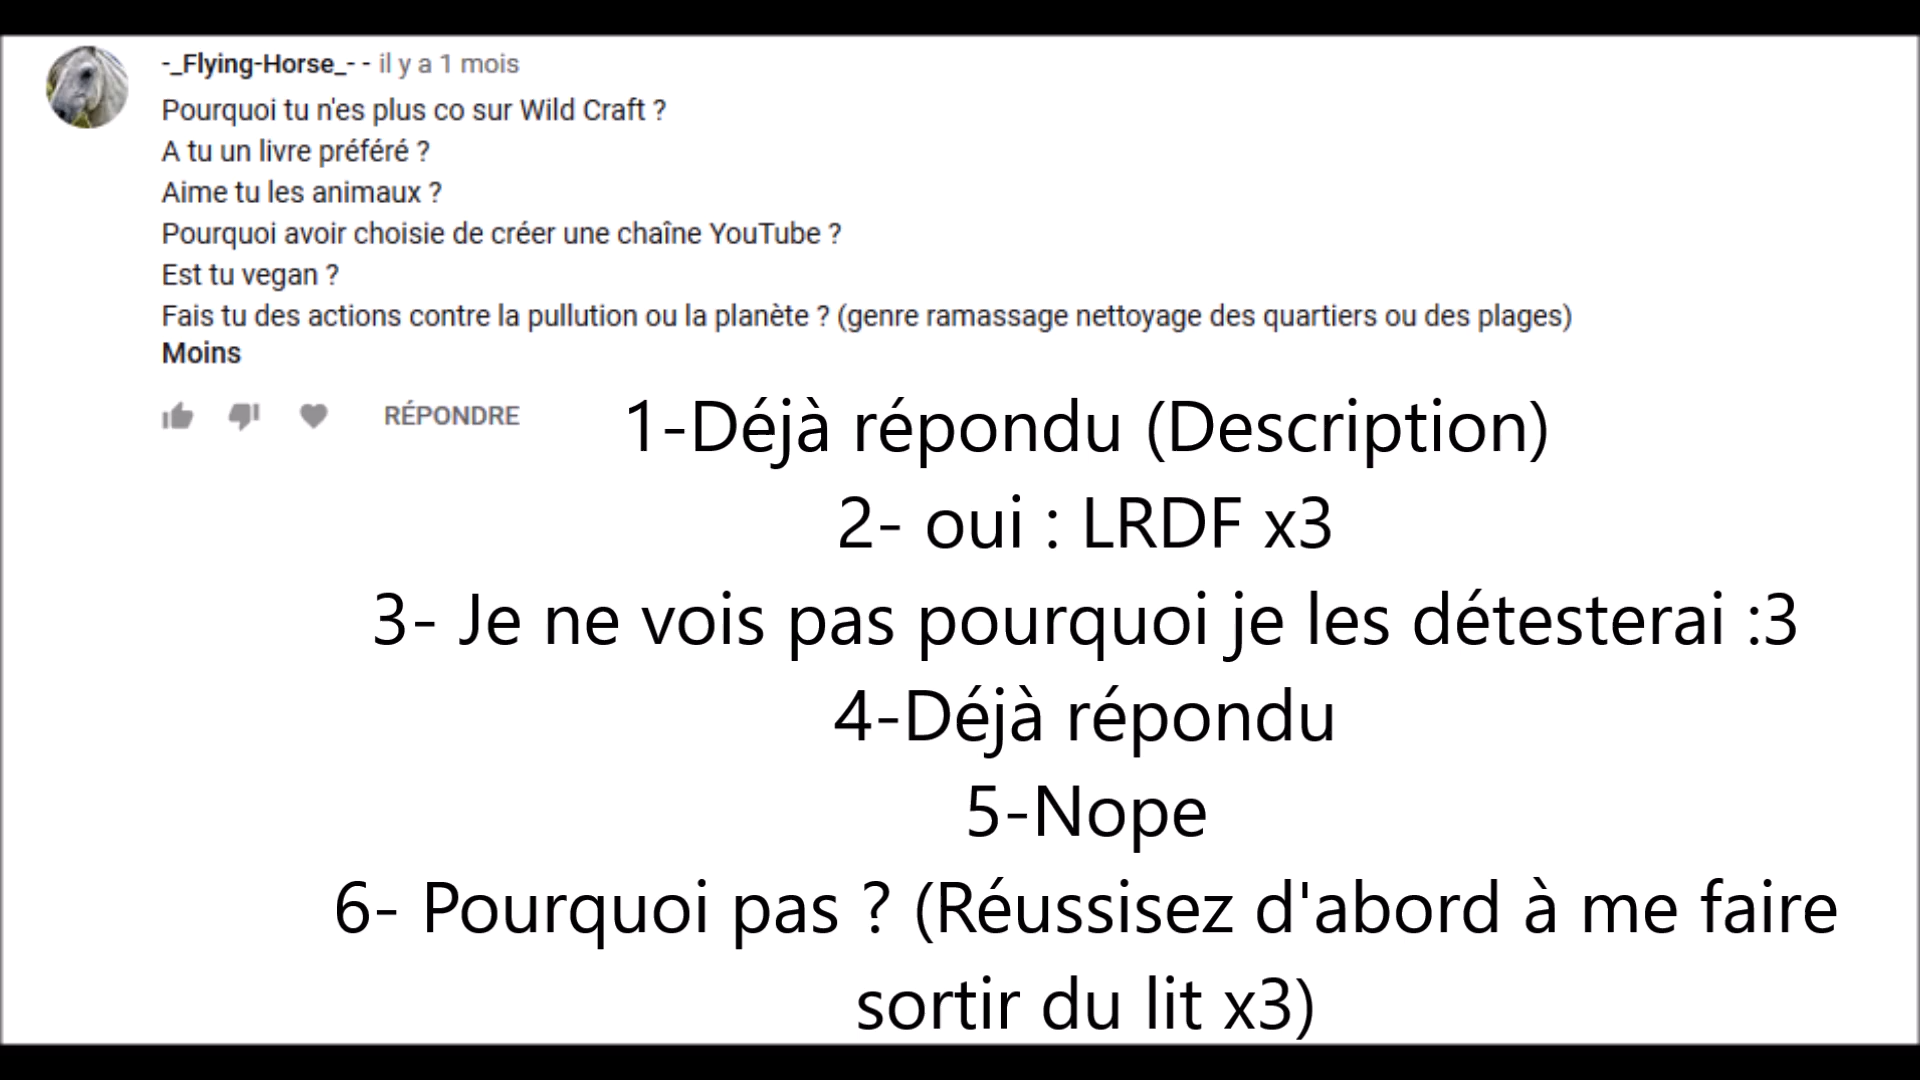 -_Flying-Horse_- - il y a 1 mois
Pourquoi tu n'es plus co sur Wild Craft ?
A tu un livre préféré ?
Aime tu les animaux ?
Pourquoi avoir choisie de créer une chaîne YouTube ?
Est tu vegan ?
Fais tu des actions contre la pullution ou la planète ? (genre ramassage nettoyage des quartiers ou des plages)
Moins
RÉPONDRE
1-Déjà répondu (Description)
2- oui : LRDF x3
3- Je ne vois pas pourquoi je les détesterai :3
4-Déjà répondu
5-Nope
6- Pourquoi pas ? (Réussisez d'abord à me faire
sortir du lit x3)